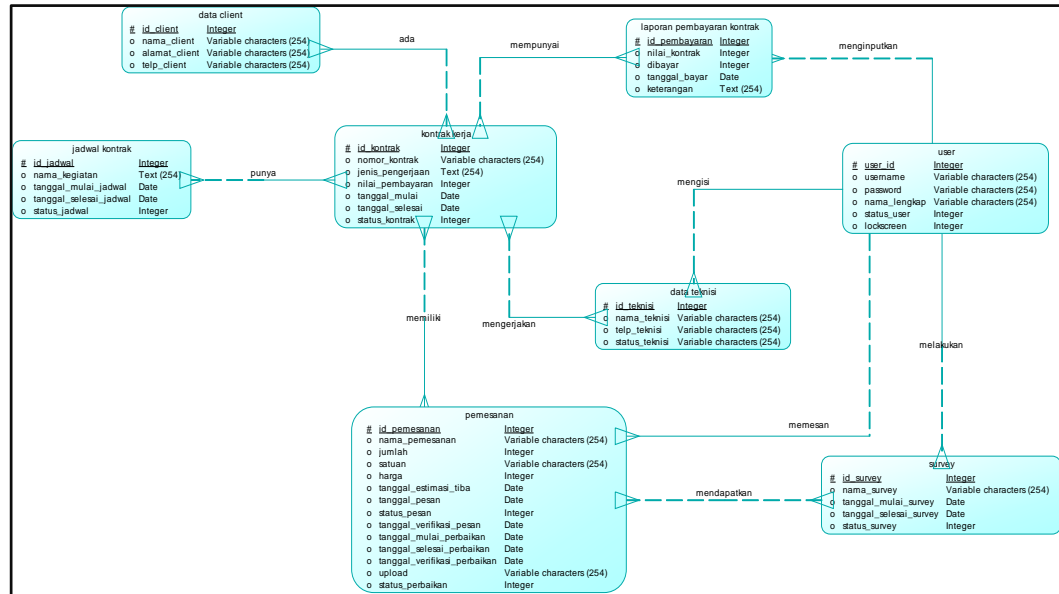 data client
# id_client Integer
o nama_client Variable characters (254)
o alamat_client Variable characters (254)
o telp_client Variable characters (254)
ada
mempunyai
laporan pembayaran kontrak
# id_pembayaran Integer
o nilai_kontrak Integer
o dibayar Integer
o tanggal_bayar Date
o keterangan Text (254)
menginputkan
jadwal kontrak
# id_jadwal Integer
o nama_kegiatan Text (254)
o tanggal_mulai_jadwal Date
o tanggal_selesai_jadwal Date
o status_jadwal Integer
punya
kontrak kerja
# id_kontrak Integer
o nomor_kontrak Variable characters (254)
o jenis_pengerjaan Text (254)
o nilai_pembayaran Integer
o tanggal_mulai Date
o tanggal_selesai Date
o status_kontrak Integer
mengisi
user
# user_id Integer
o username Variable characters (254)
o password Variable characters (254)
o nama_lengkap Variable characters (254)
o status_user Integer
o lockscreen Integer
data teknisi
# id_teknisi Integer
o nama_teknisi Variable characters (254)
o telp_teknisi Variable characters (254)
o status_teknisi Variable characters (254)
memiliki
mengerjakan
melakukan
pemesanan
# id_pemesanan Integer
o nama_pemesanan Variable characters (254)
o jumlah Integer
o satuan Variable characters (254)
o harga Integer
o tanggal_estimasi_tiba Date
o tanggal_pesan Date
o status_pesan Integer
o tanggal_verifikasi_pesan Date
o tanggal_mulai_perbaikan Date
o tanggal_selesai_perbaikan Date
o tanggal_verifikasi_perbaikan Date
o upload Variable characters (254)
o status_perbaikan Integer
memesan
mendapatkan
survey
# id_survey Integer
o nama_survey Variable characters (254)
o tanggal_mulai_survey Date
o tanggal_selesai_survey Date
o status_survey Integer